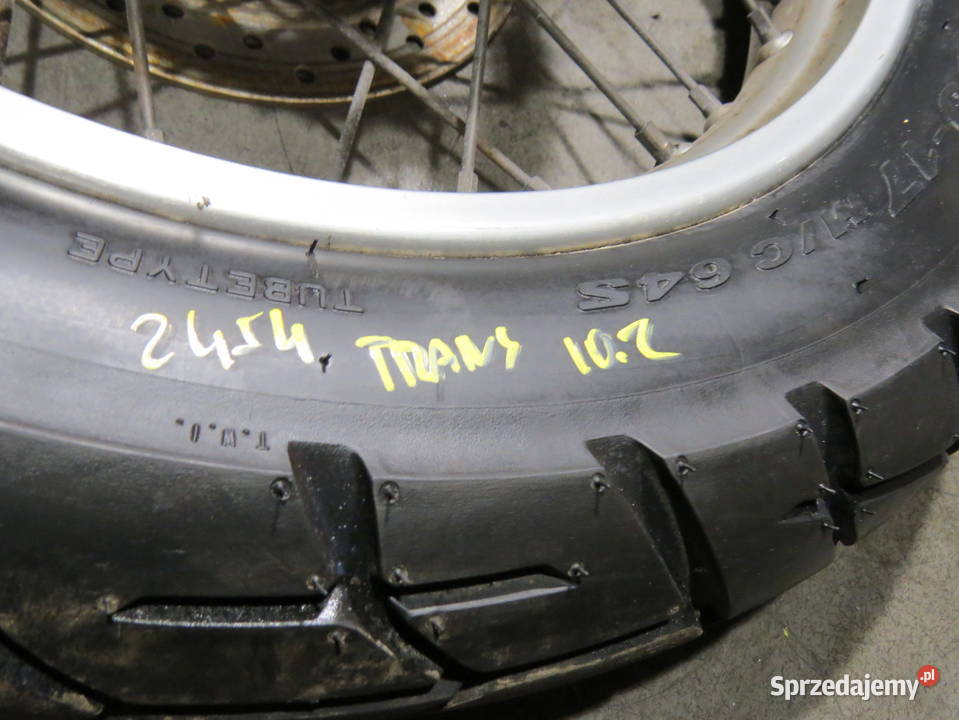 M/C 64S
TUBETYPE
2454 TRANS 10.2
T.W.I.
Sprzedajemy.pl